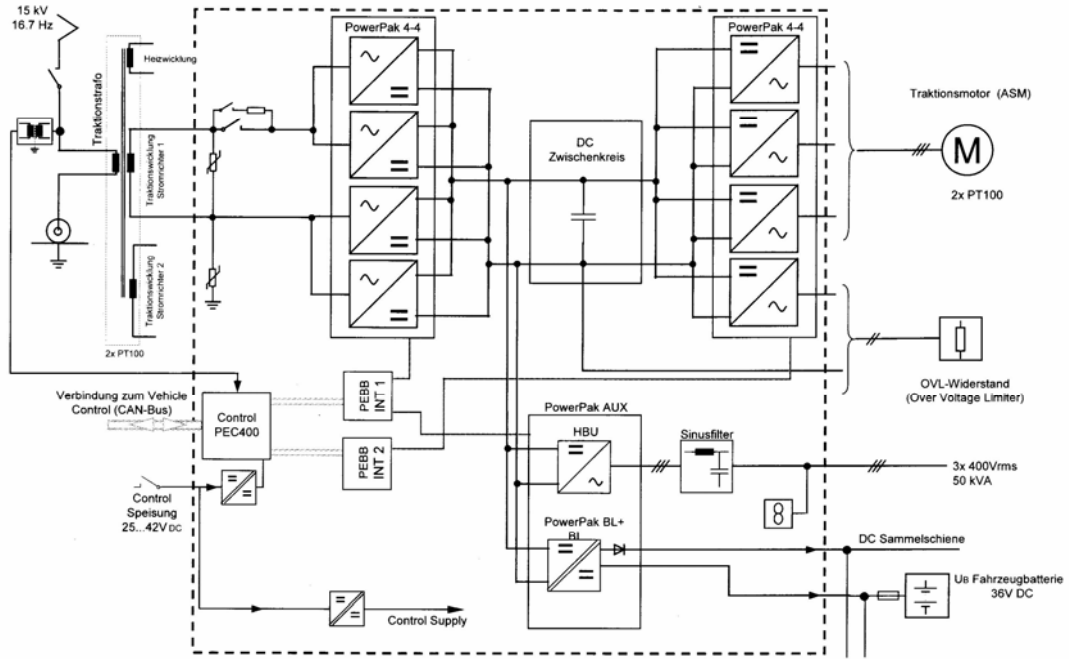 15 kV
16.7 Hz
Traktionstrafo
Heizwicklung
Traktionswicklung
Stromrichter 1
Traktionswicklung
Stromrichter 2
2x PT100
PowerPak 4-4
DC
Zwischenkreis
PowerPak 4-4
Traktionsmotor (ASM)
M
2x PT100
OVL-Widerstand
(Over Voltage Limiter)
Verbindung zum Vehicle
Control (CAN-Bus)
Control
PEC400
PEBB
INT 1
PEBB
INT 2
Control
Speisung
25...42V DC
Control Supply
PowerPak AUX
HBU
Sinusfilter
3x 400Vrms
50 kVA
PowerPak BL+
BL
DC Sammelschiene
UB Fahrzeugbatterie
36V DC